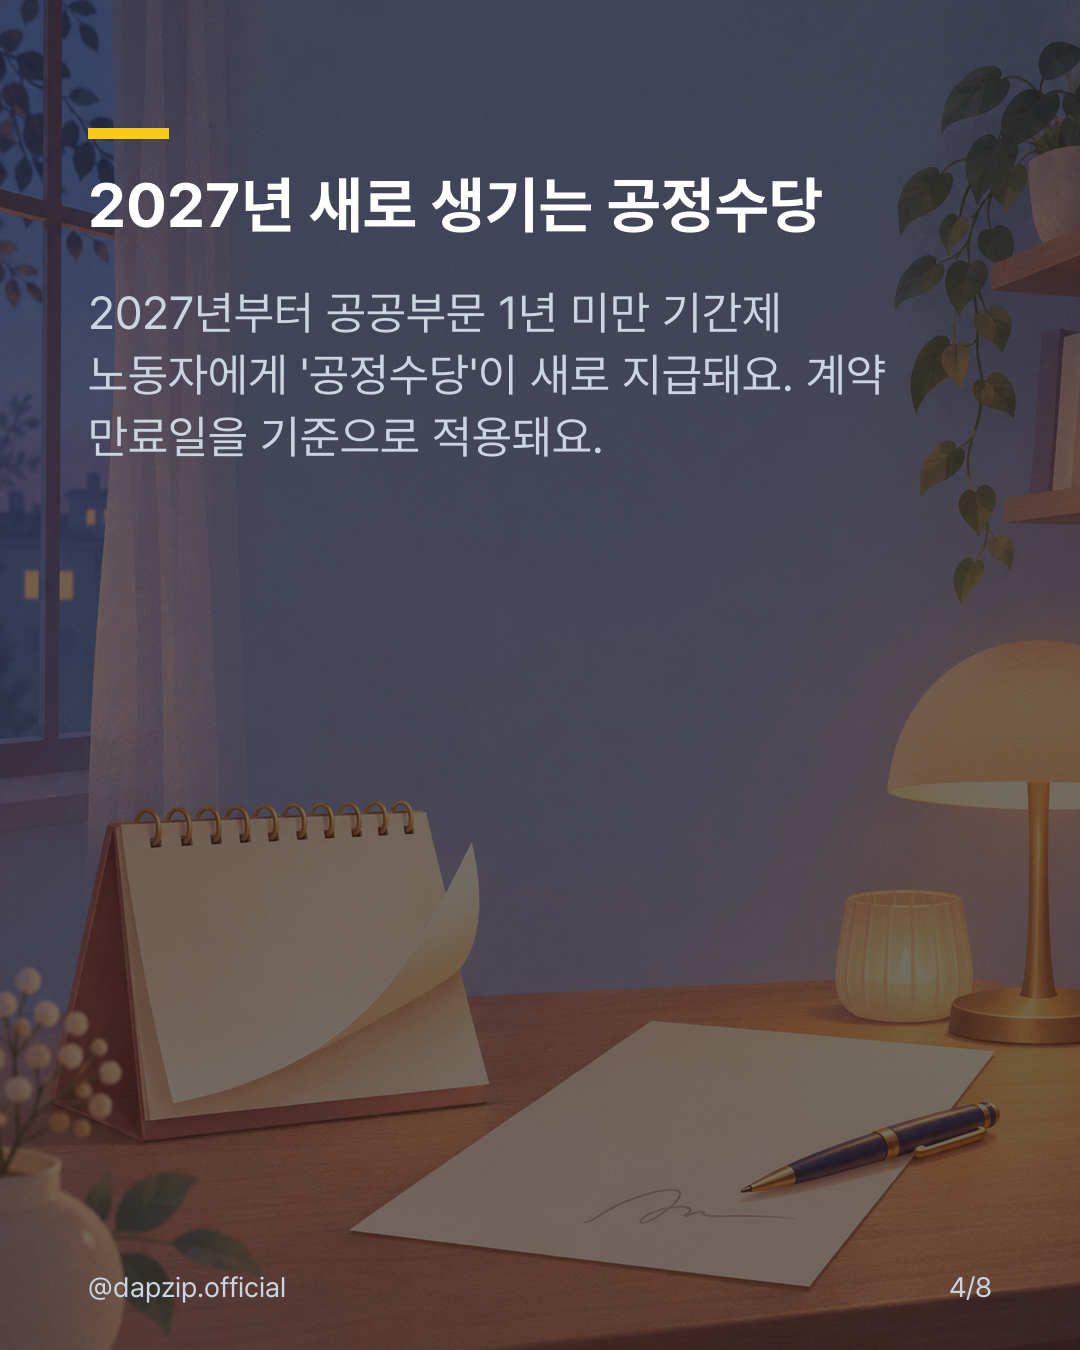 2027년 새로 생기는 공정수당
2027년부터 공공부문 1년 미만 기간제
노동자에게 '공정수당'이 새로 지급돼요. 계약
만료일을 기준으로 적용돼요.
@dapzip.official
4/8